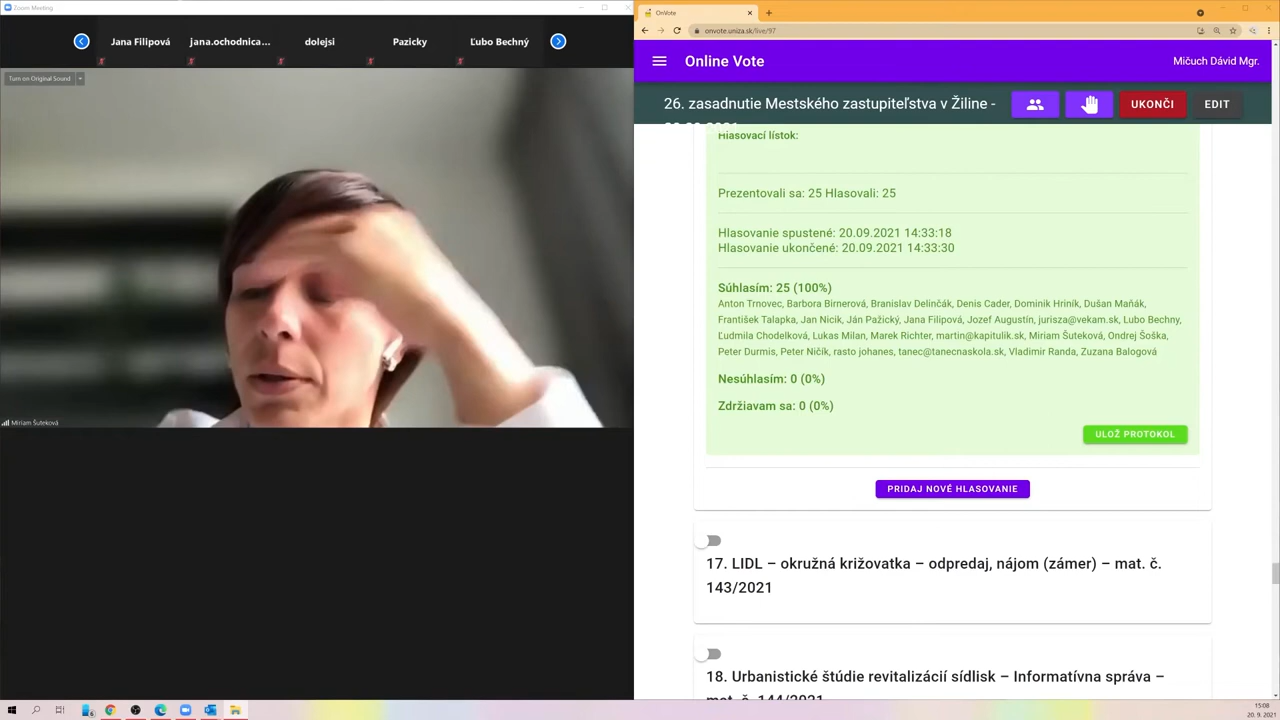 Zoom Meeting
Jana Filipová
jana.ochodnica...
dolejsi
Pazicky
Ľubo Bechný
Turn on Original Sound
Miriam Šuteková
OnVote
onvote.uniza.sk/live/97
Online Vote
Mičuch Dávid Mgr.
26. zasadnutie Mestského zastupiteľstva v Žiline -
UKONČI
EDIT
Hlasovací lístok:
Prezentovali sa: 25 Hlasovali: 25
Hlasovanie spustené: 20.09.2021 14:33:18
Hlasovanie ukončené: 20.09.2021 14:33:30
Súhlasím: 25 (100%)
Anton Trnovec, Barbora Birnerová, Branislav Delinčák, Denis Cader, Dominik Hriník, Dušan Maňák,
František Talapka, Jan Nicik, Ján Pažický, Jana Filipová, Jozef Augustín, jurisza@vekam.sk, Lubo Bechny,
Ľudmila Chodelková, Lukas Milan, Marek Richter, martin@kapitulik.sk, Miriam Šuteková, Ondrej Šoška,
Peter Durmis, Peter Ničík, rasto johanes, tanec@tanecnaskola.sk, Vladimir Randa, Zuzana Balogová
Nesúhlasím: 0 (0%)
Zdržiavam sa: 0 (0%)
ULOŽ PROTOKOL
PRIDAJ NOVÉ HLASOVANIE
17. LIDL – okružná križovatka – odpredaj, nájom (zámer) – mat. č.
143/2021
18. Urbanistické štúdie revitalizácií sídlisk – Informatívna správa –
mat. č. 144/2021
15:08
20. 9. 2021